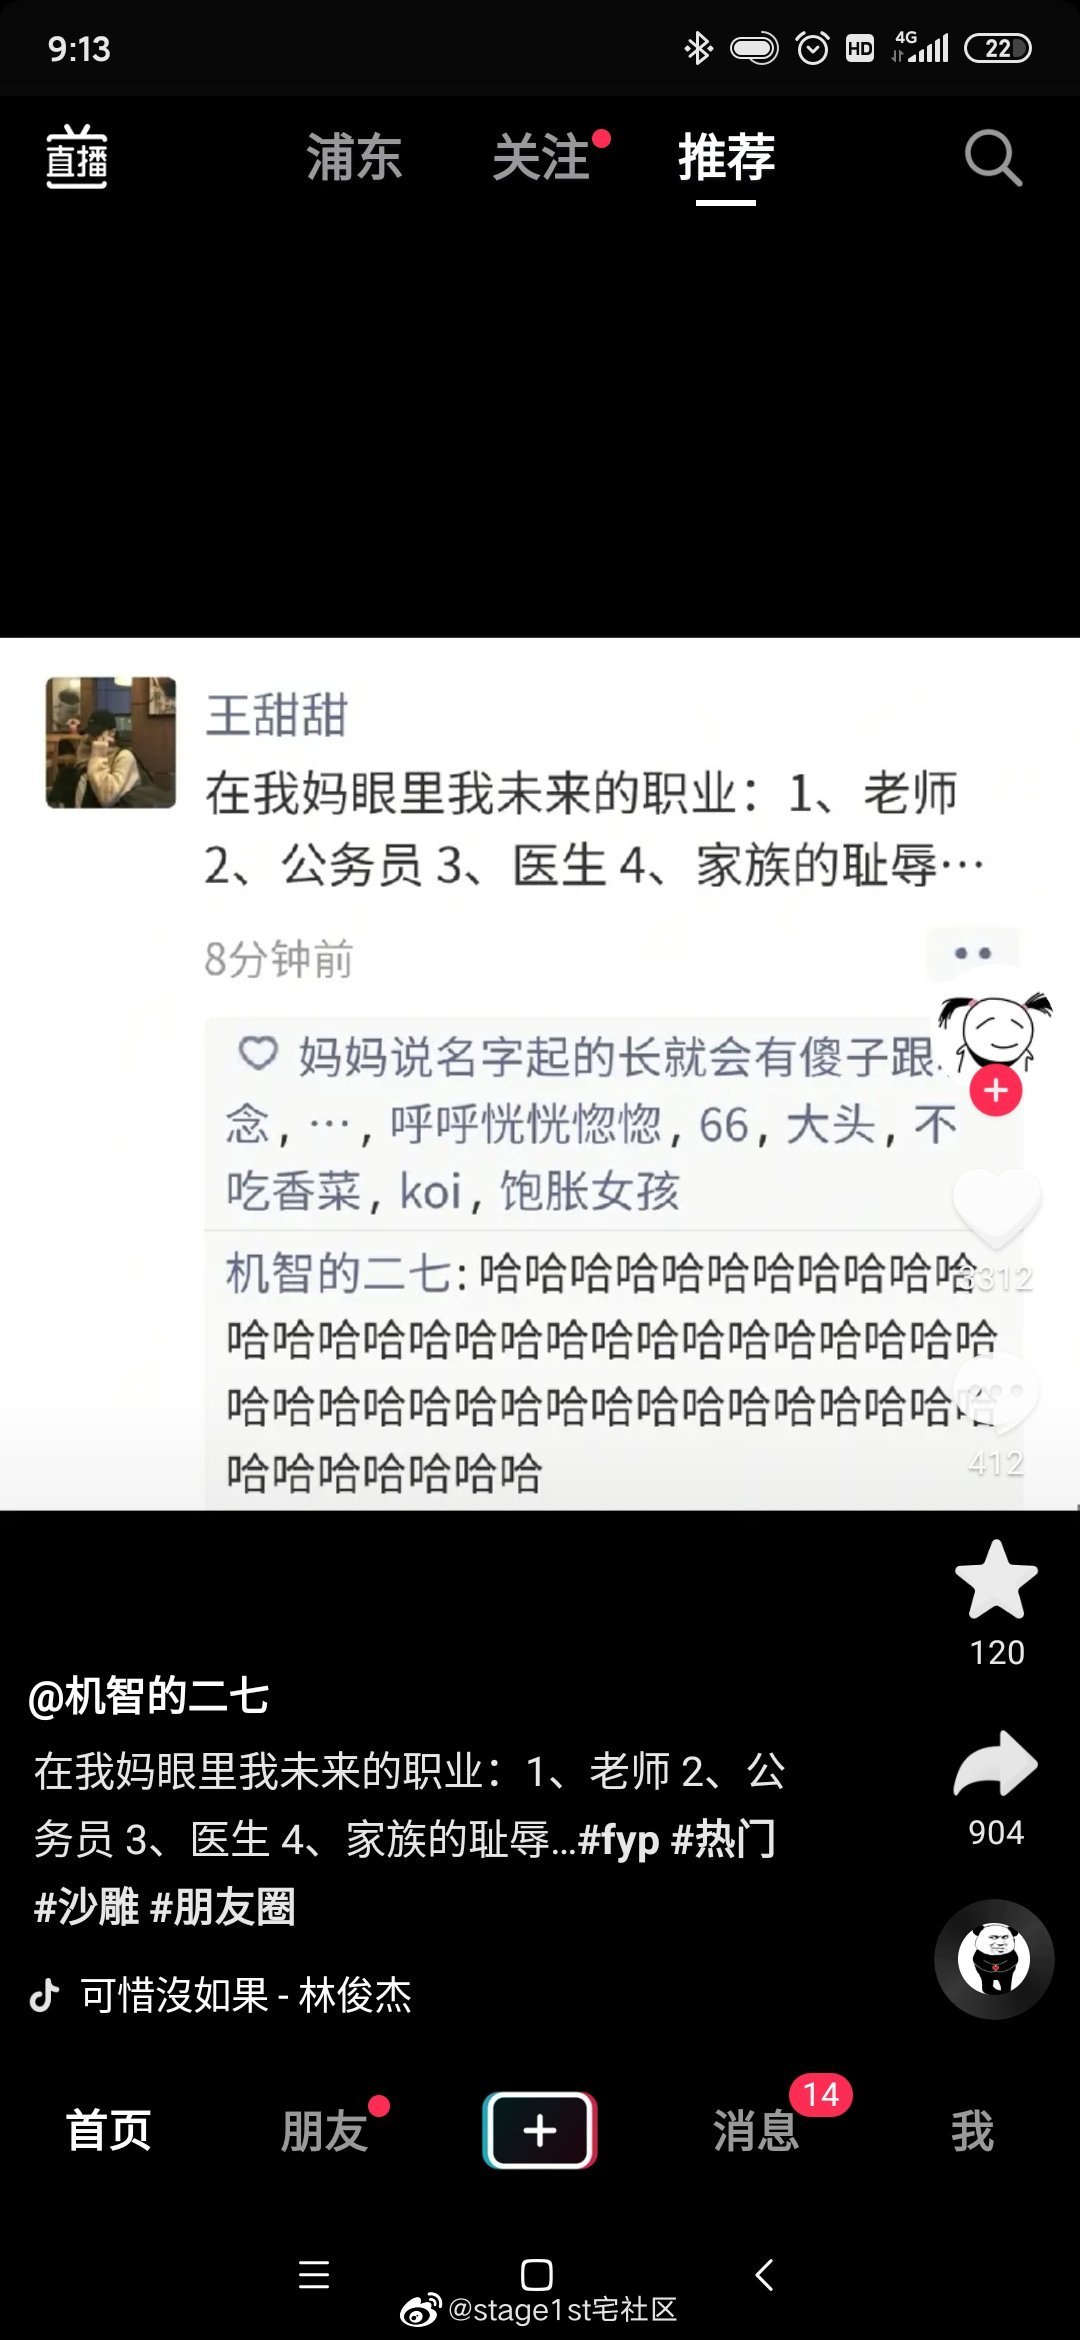 9:13
HD
4G
22
直播
浦东
关注
推荐
王甜甜
在我妈眼里我未来的职业：1、老师
2、公务员 3、医生 4、家族的耻辱…
8分钟前
妈妈说名字起的长就会有傻子跟
念, …, 呼呼恍恍惚惚, 66, 大头, 不
吃香菜, koi, 饱胀女孩
机智的二七: 哈哈哈哈哈哈哈哈哈哈哈
哈哈哈哈哈哈哈哈哈哈哈哈哈哈哈哈哈
哈哈哈哈哈哈哈哈哈哈哈哈哈哈哈哈哈
哈哈哈哈哈哈哈
3312
412
120
904
@机智的二七
在我妈眼里我未来的职业：1、老师 2、公
务员 3、医生 4、家族的耻辱...#fyp #热门
#沙雕 #朋友圈
可惜沒如果 - 林俊杰
首页
朋友
消息
14
我
@stage1st宅社区